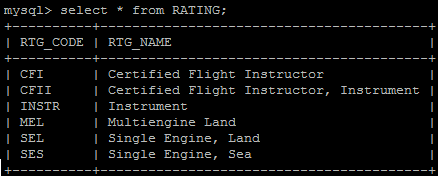 mysql> select * from RATING;
+----------+---------------------------------------+
| RTG_CODE | RTG_NAME                              |
+----------+---------------------------------------+
| CFI      | Certified Flight Instructor           |
| CFII     | Certified Flight Instructor, Instrument |
| INSTR    | Instrument                            |
| MEL      | Multiengine Land                      |
| SEL      | Single Engine, Land                   |
| SES      | Single Engine, Sea                    |
+----------+---------------------------------------+